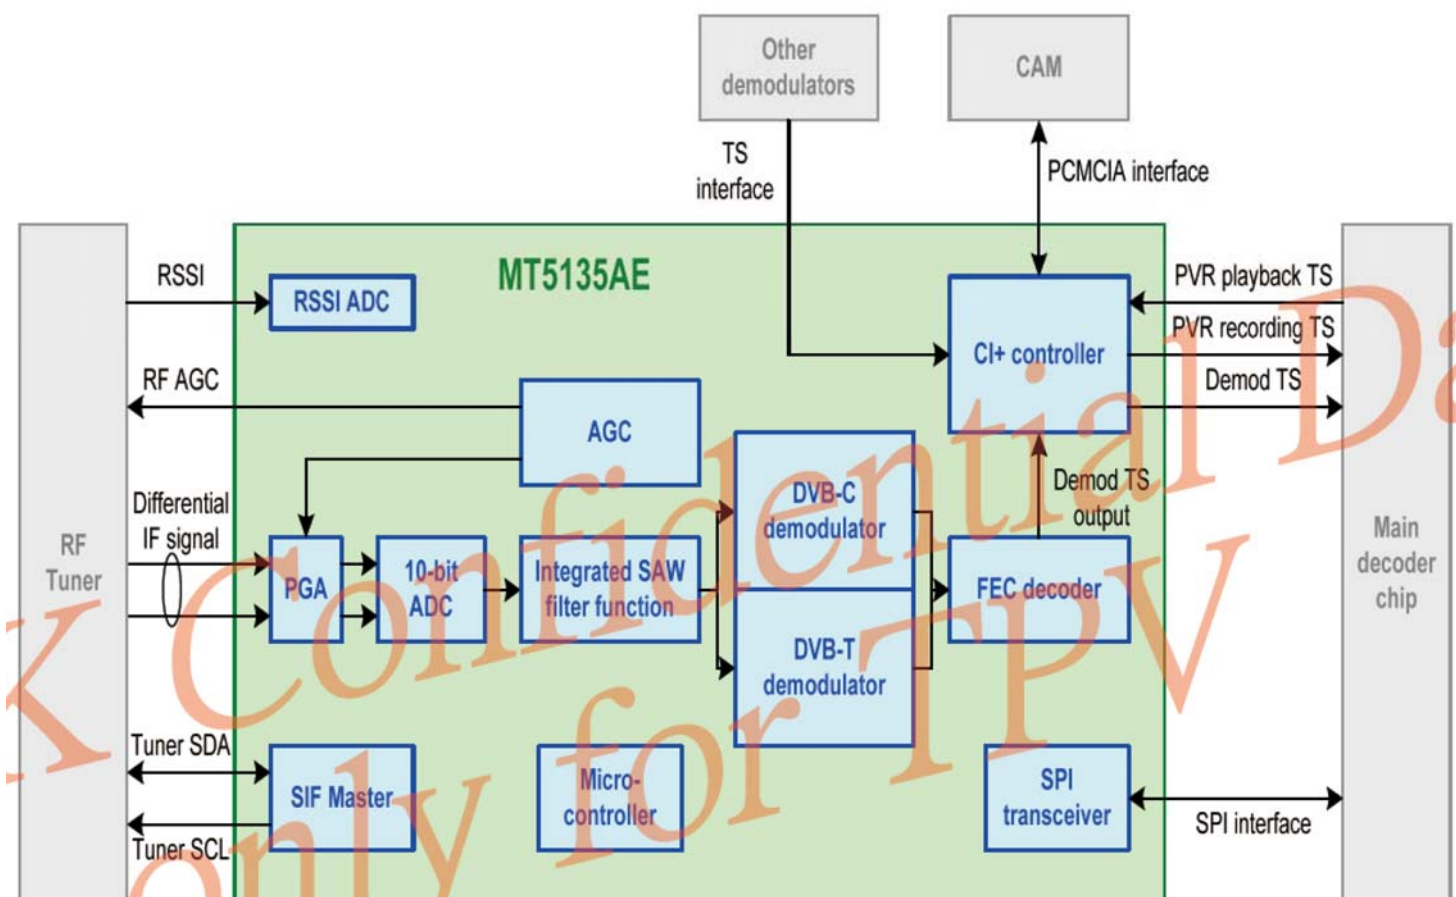 Other
demodulators
CAM
TS
interface
PCMCIA interface
MT5135AE
RSSI
RSSI ADC
PVR playback TS
PVR recording TS
CI+ controller
Demod TS
RF AGC
AGC
Differential
IF signal
DVB-C
demodulator
Demod TS
output
RF
Tuner
PGA
10-bit
ADC
Integrated SAW
filter function
FEC decoder
Main
decoder
chip
DVB-T
demodulator
Tuner SDA
SIF Master
Tuner SCL
Micro-
controller
SPI
transceiver
SPI interface
K Confidential Da
only for TPV